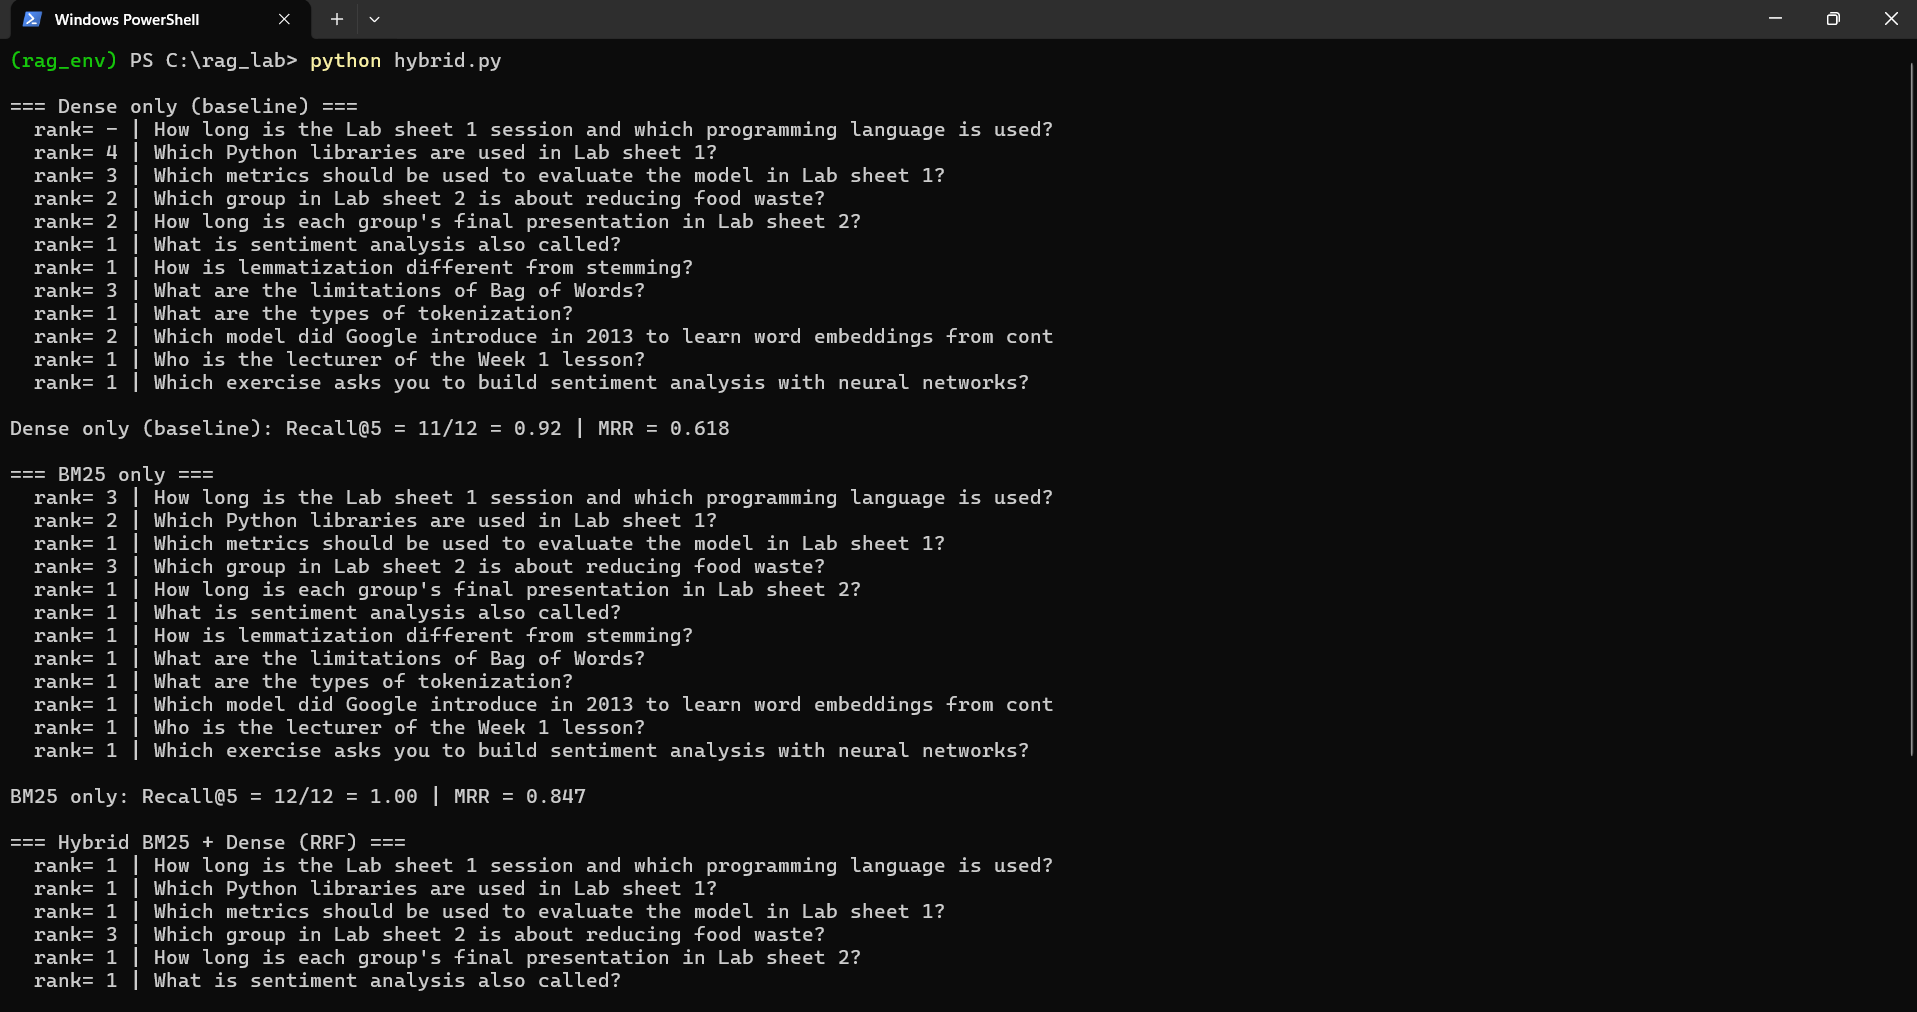 Windows PowerShell
(rag_env) PS C:\rag_lab> python hybrid.py
=== Dense only (baseline) ===
rank= - | How long is the Lab sheet 1 session and which programming language is used?
rank= 4 | Which Python libraries are used in Lab sheet 1?
rank= 3 | Which metrics should be used to evaluate the model in Lab sheet 1?
rank= 2 | Which group in Lab sheet 2 is about reducing food waste?
rank= 2 | How long is each group's final presentation in Lab sheet 2?
rank= 1 | What is sentiment analysis also called?
rank= 1 | How is lemmatization different from stemming?
rank= 3 | What are the limitations of Bag of Words?
rank= 1 | What are the types of tokenization?
rank= 2 | Which model did Google introduce in 2013 to learn word embeddings from cont
rank= 1 | Who is the lecturer of the Week 1 lesson?
rank= 1 | Which exercise asks you to build sentiment analysis with neural networks?
Dense only (baseline): Recall@5 = 11/12 = 0.92 | MRR = 0.618
=== BM25 only ===
rank= 3 | How long is the Lab sheet 1 session and which programming language is used?
rank= 2 | Which Python libraries are used in Lab sheet 1?
rank= 1 | Which metrics should be used to evaluate the model in Lab sheet 1?
rank= 3 | Which group in Lab sheet 2 is about reducing food waste?
rank= 1 | How long is each group's final presentation in Lab sheet 2?
rank= 1 | What is sentiment analysis also called?
rank= 1 | How is lemmatization different from stemming?
rank= 1 | What are the limitations of Bag of Words?
rank= 1 | What are the types of tokenization?
rank= 1 | Which model did Google introduce in 2013 to learn word embeddings from cont
rank= 1 | Who is the lecturer of the Week 1 lesson?
rank= 1 | Which exercise asks you to build sentiment analysis with neural networks?
BM25 only: Recall@5 = 12/12 = 1.00 | MRR = 0.847
=== Hybrid BM25 + Dense (RRF) ===
rank= 1 | How long is the Lab sheet 1 session and which programming language is used?
rank= 1 | Which Python libraries are used in Lab sheet 1?
rank= 1 | Which metrics should be used to evaluate the model in Lab sheet 1?
rank= 3 | Which group in Lab sheet 2 is about reducing food waste?
rank= 1 | How long is each group's final presentation in Lab sheet 2?
rank= 1 | What is sentiment analysis also called?